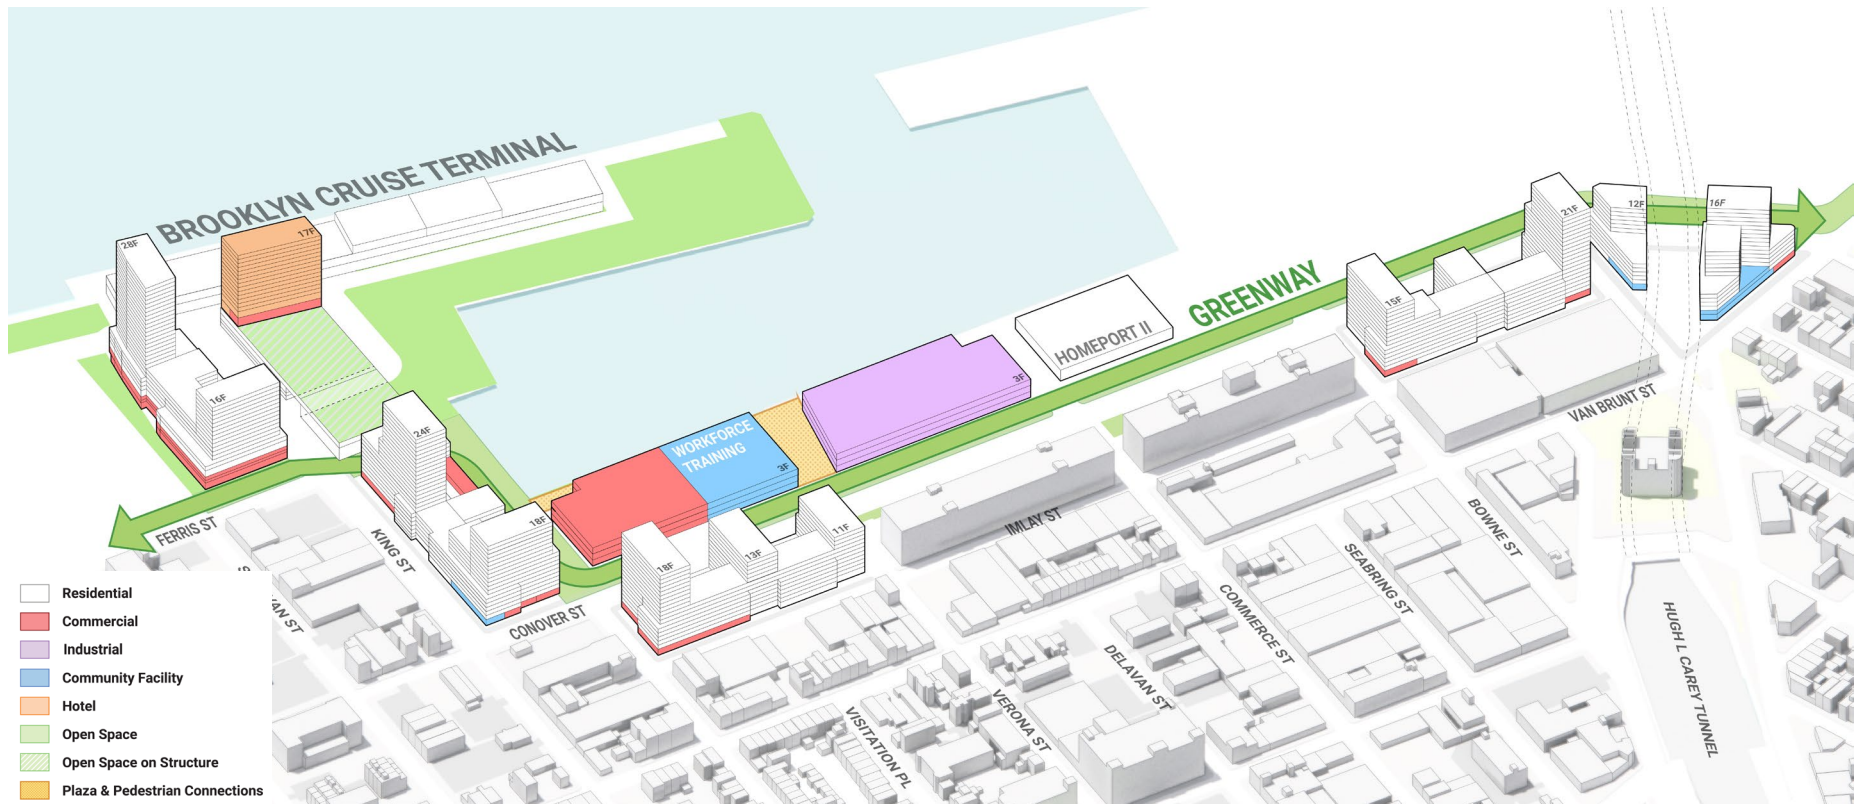 BROOKLYN CRUISE TERMINAL
28F
17F
16F
24F
18F
WORKFORCE
TRAINING
3F
3F
HOMEPORT II
GREENWAY
15F
21F
12F
16F
18F
13F
11F
FERRIS ST
KING ST
CONOVER ST
IMLAY ST
VAN BRUNT ST
BOWNE ST
SEABRING ST
COMMERCE ST
DELAVAN ST
VERONA ST
VISITATION PL
HUGH L CAREY TUNNEL
Residential
Commercial
Industrial
Community Facility
Hotel
Open Space
Open Space on Structure
Plaza & Pedestrian Connections